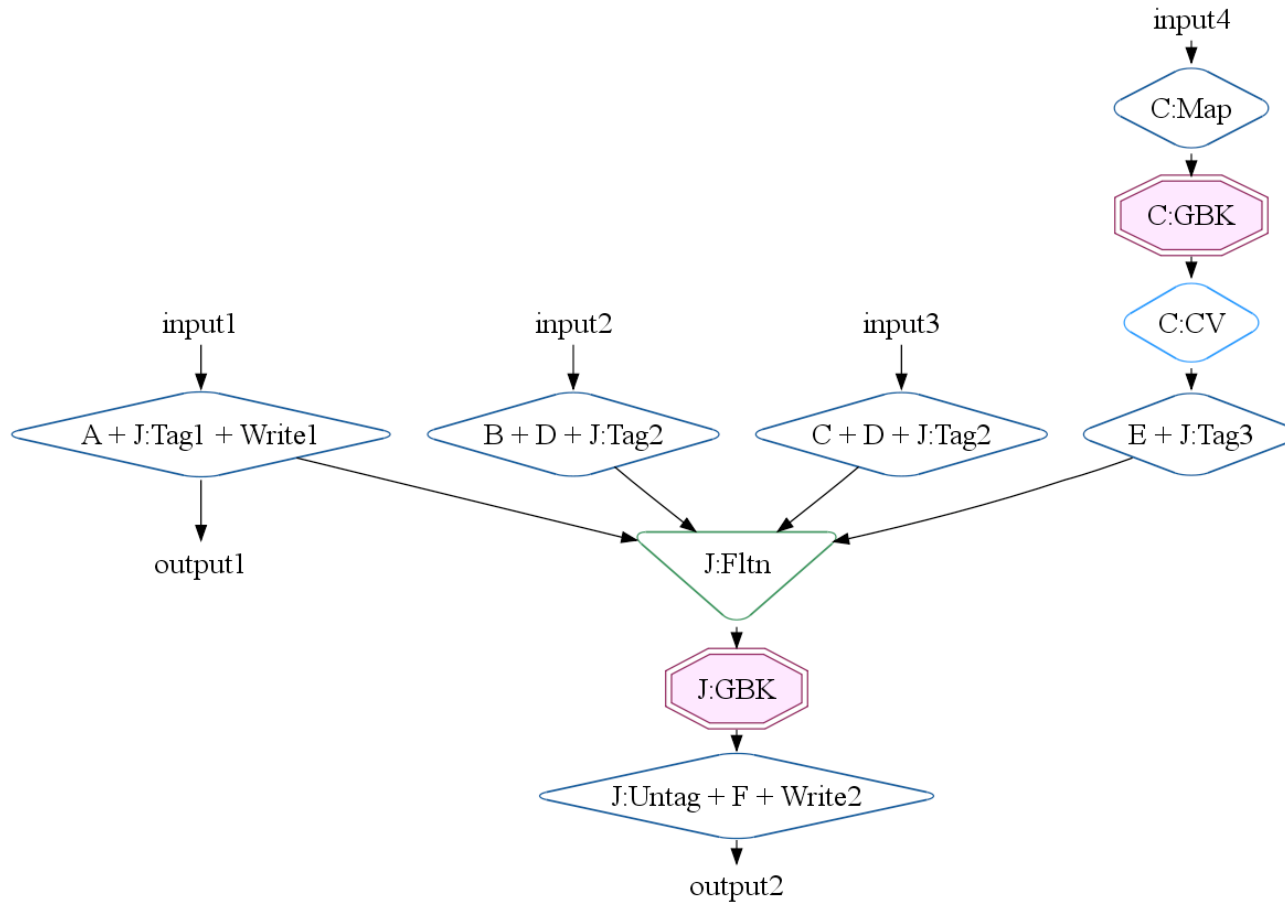 input4
C:Map
C:GBK
C:CV
input1
input2
input3
A + J:Tag1 + Write1
B + D + J:Tag2
C + D + J:Tag2
E + J:Tag3
output1
J:Fltn
J:GBK
J:Untag + F + Write2
output2